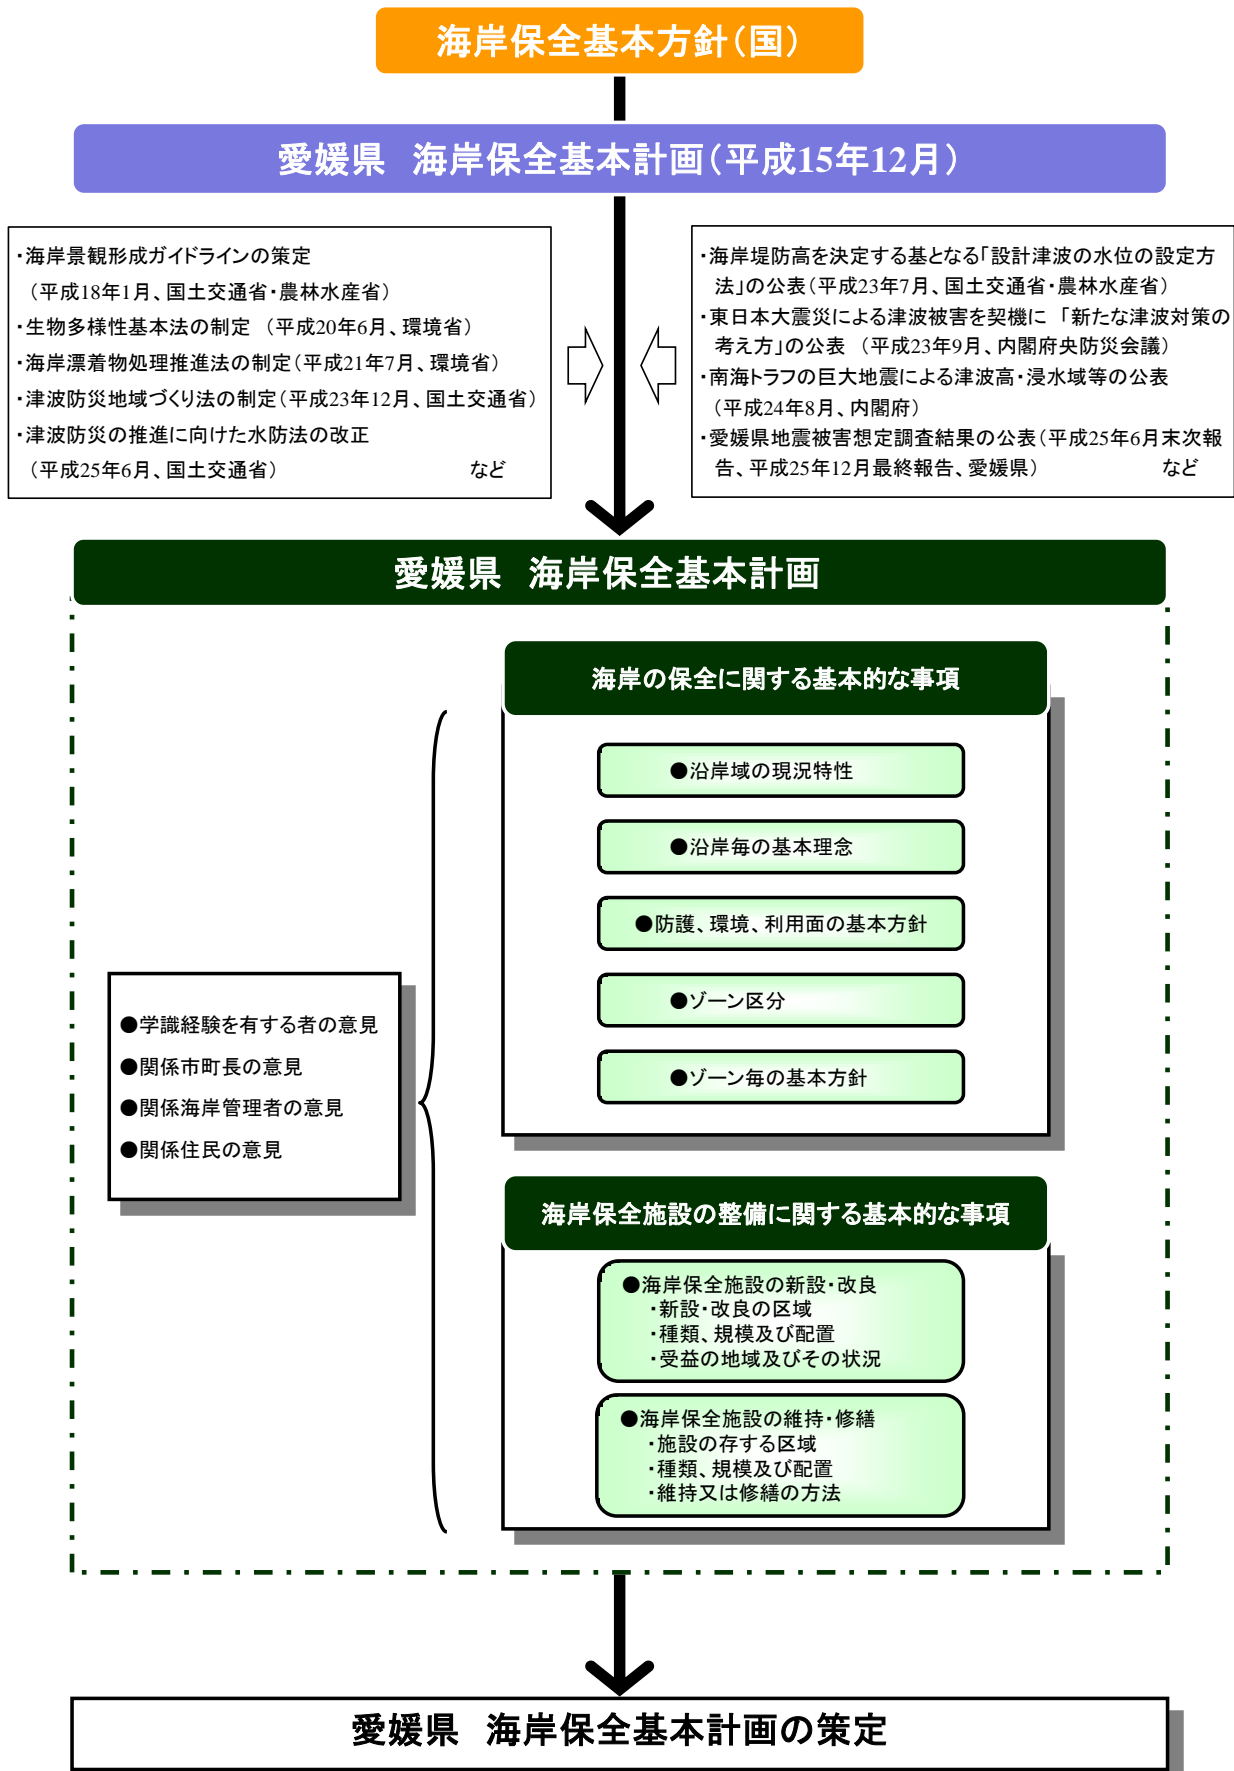 海岸保全基本方針（国）
愛媛県　海岸保全基本計画（平成15年12月）
・海岸景観形成ガイドラインの策定
（平成18年1月、国土交通省・農林水産省）
・生物多様性基本法の制定　（平成20年6月、環境省）
・海岸漂着物処理推進法の制定（平成21年7月、環境省）
・津波防災地域づくり法の制定（平成23年12月、国土交通省）
・津波防災の推進に向けた水防法の改正
（平成25年6月、国土交通省）　など
・海岸堤防高を決定する基となる「設計津波の水位の設定方
法」の公表（平成23年7月、国土交通省・農林水産省）
・東日本大震災による津波被害を契機に　「新たな津波対策の
考え方」の公表　（平成23年9月、内閣府央防災会議）
・南海トラフの巨大地震による津波高・浸水域等の公表
（平成24年8月、内閣府）
・愛媛県地震被害想定調査結果の公表（平成25年6月末次報
告、平成25年12月最終報告、愛媛県）　など
愛媛県　海岸保全基本計画
海岸の保全に関する基本的な事項
●沿岸域の現況特性
●沿岸毎の基本理念
●防護、環境、利用面の基本方針
●ゾーン区分
●ゾーン毎の基本方針
●学識経験を有する者の意見
●関係市町長の意見
●関係海岸管理者の意見
●関係住民の意見
海岸保全施設の整備に関する基本的な事項
●海岸保全施設の新設・改良
・新設・改良の区域
・種類、規模及び配置
・受益の地域及びその状況
●海岸保全施設の維持・修繕
・施設の存する区域
・種類、規模及び配置
・維持又は修繕の方法
愛媛県　海岸保全基本計画の策定